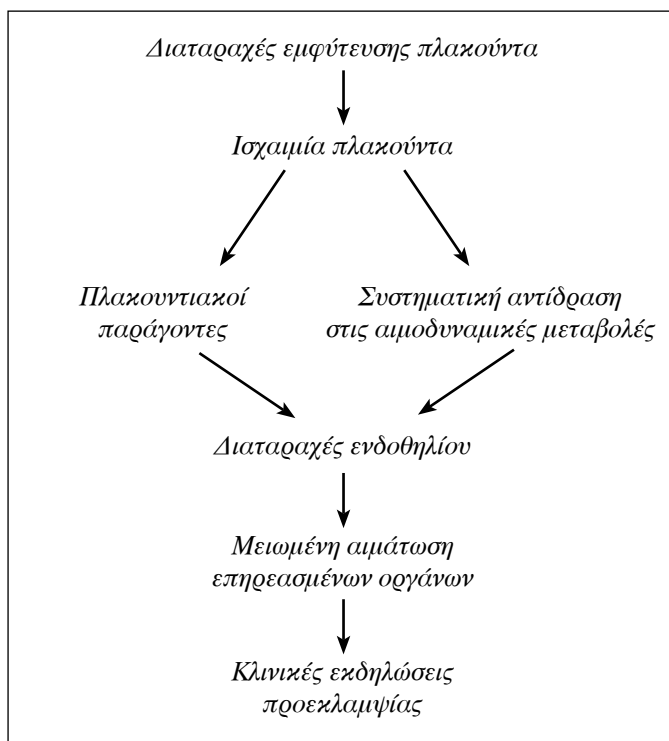 Διαταραχές εμφύτευσης πλακούντα
Ισχαιμία πλακούντα
Πλακουντιακοί
παράγοντες
Συστηματική αντίδραση
στις αιμοδυναμικές μεταβολές
Διαταραχές ενδοθηλίου
Μειωμένη αιμάτωση
επηρεασμένων οργάνων
Κλινικές εκδηλώσεις
προεκλαμψίας